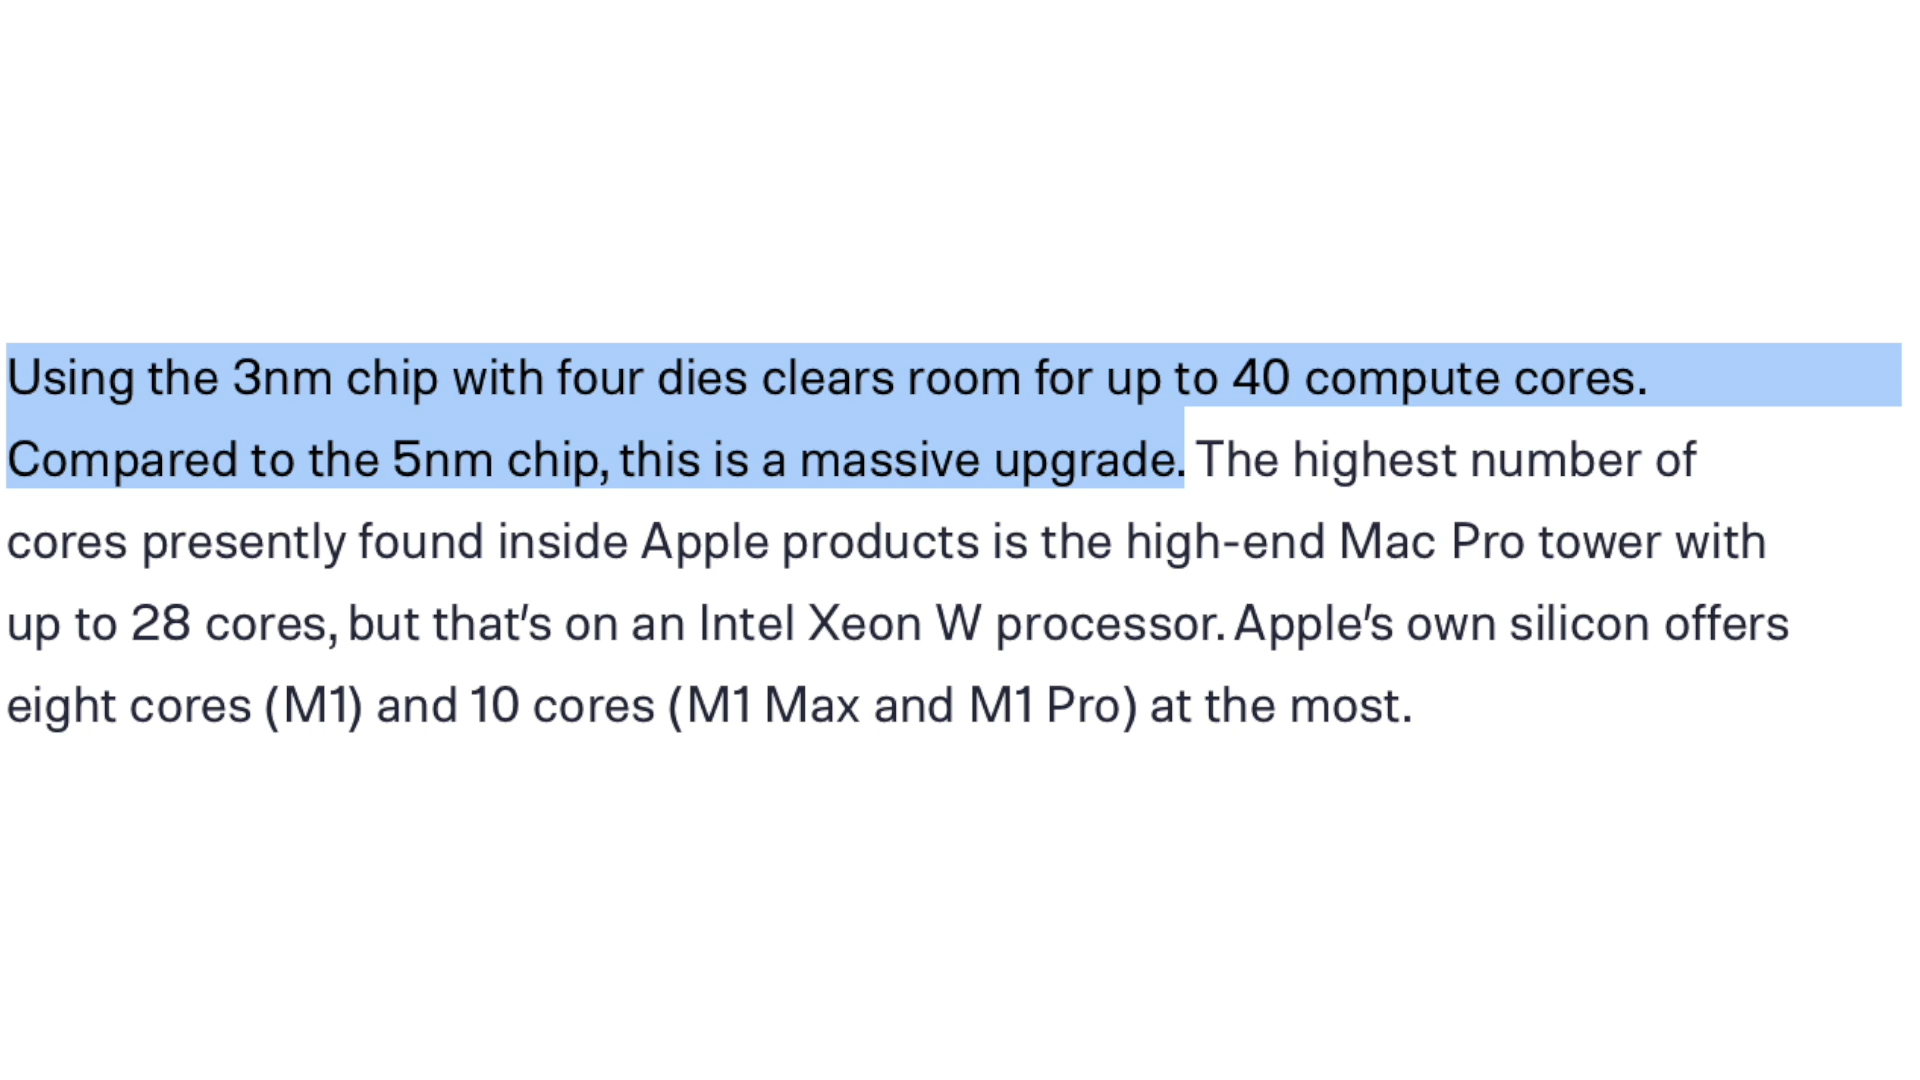 Using the 3nm chip with four dies clears room for up to 40 compute cores.
Compared to the 5nm chip, this is a massive upgrade. The highest number of
cores presently found inside Apple products is the high-end Mac Pro tower with
up to 28 cores, but that’s on an Intel Xeon W processor. Apple’s own silicon offers
eight cores (M1) and 10 cores (M1 Max and M1 Pro) at the most.